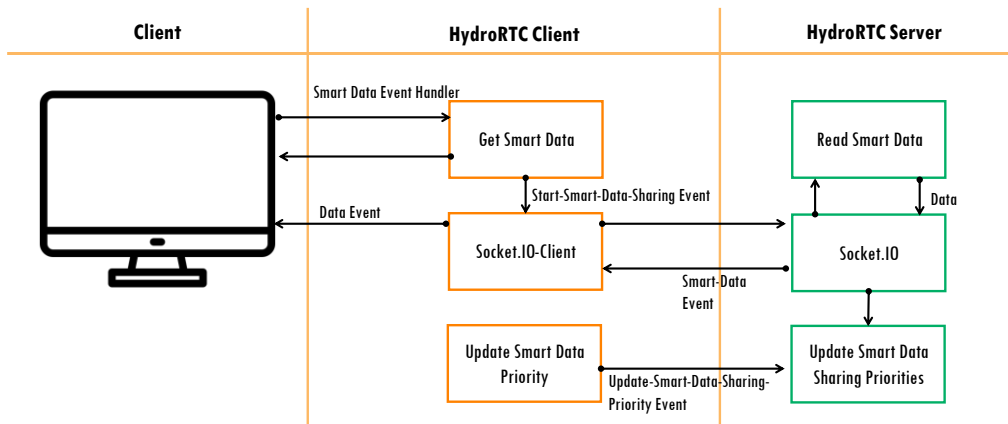 Client
HydroRTC Client
HydroRTC Server
Smart Data Event Handler
Get Smart Data
Read Smart Data
Start-Smart-Data-Sharing Event
Data
Data Event
Socket.IO-Client
Socket.IO
Smart-Data
Event
Update Smart Data
Priority
Update-Smart-Data-Sharing-
Priority Event
Update Smart Data
Sharing Priorities